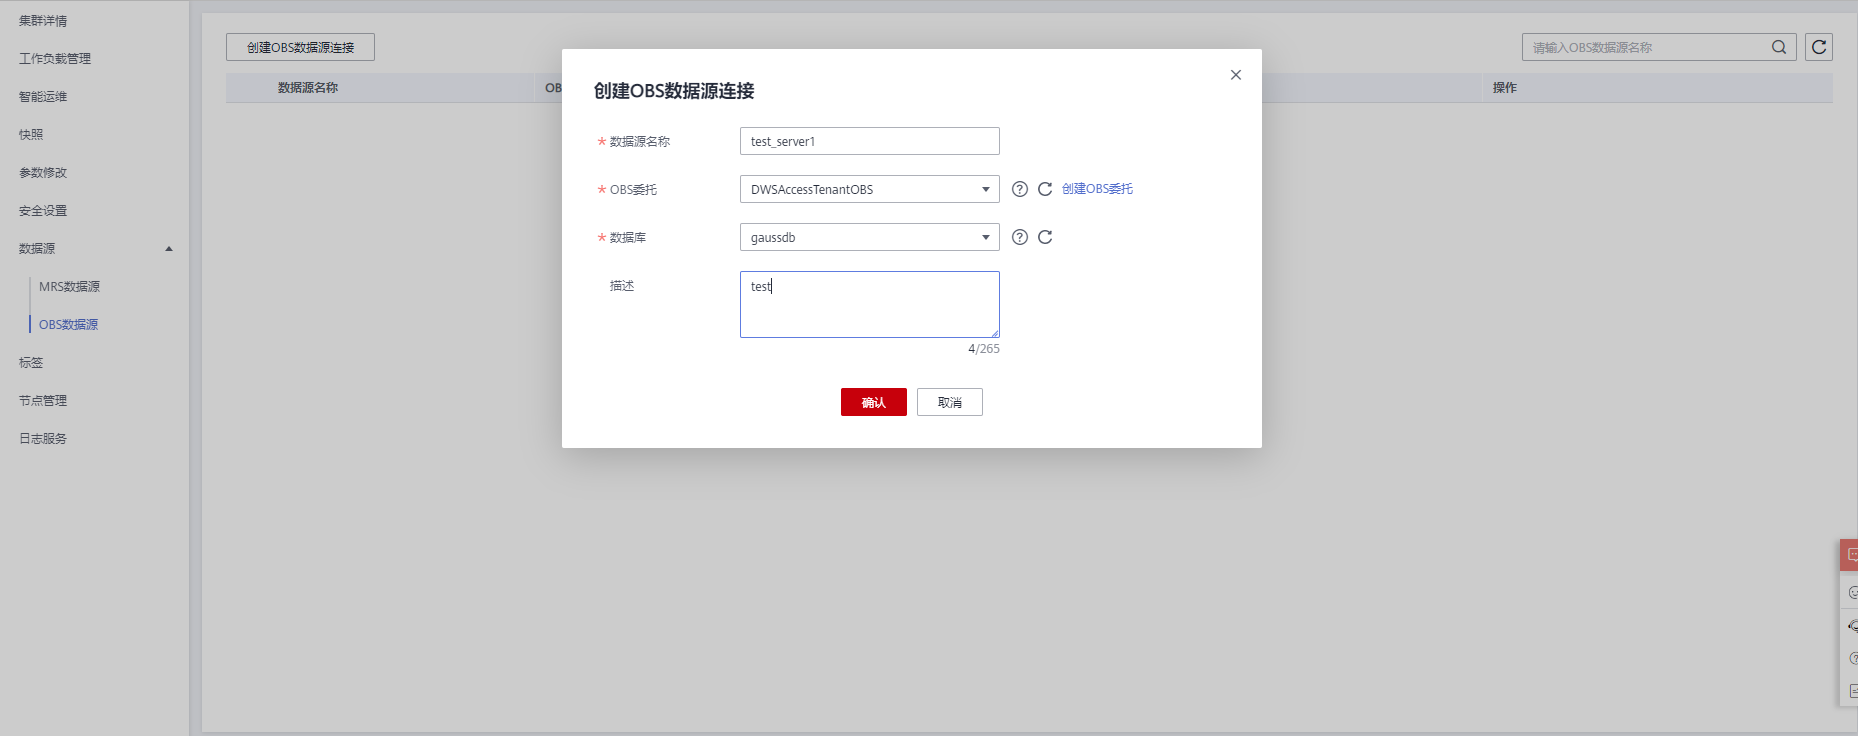 集群详情
工作负载管理
智能运维
快照
参数修改
安全设置
数据源
MRS数据源
OBS数据源
标签
节点管理
日志服务
创建OBS数据源连接
请输入OBS数据源名称
数据源名称
OB
操作
创建OBS数据源连接
* 数据源名称
test_server1
* OBS委托
DWSAccessTenantOBS
创建OBS委托
* 数据库
gaussdb
描述
test
4/265
确认
取消